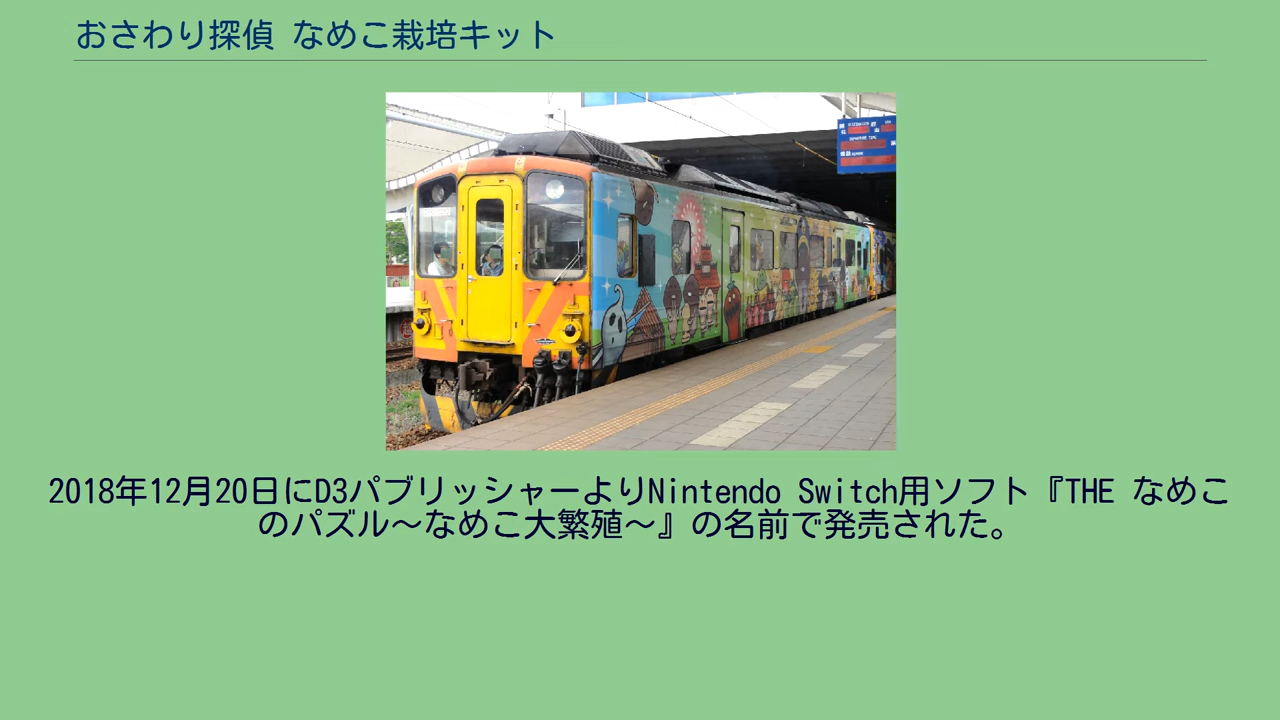 おさわり探偵 なめこ栽培キット
2018年12月20日にD3パブリッシャーよりNintendo Switch用ソフト『THE なめこ
のパズル〜なめこ大繁殖〜』の名前で発売された。